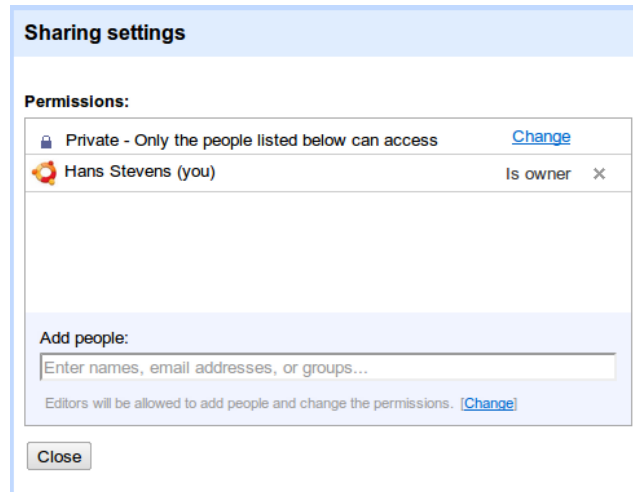 Sharing settings
Permissions:
Private - Only the people listed below can access Change
Hans Stevens (you) Is owner ×
Add people:
Enter names, email addresses, or groups...
Editors will be allowed to add people and change the permissions. [Change]
Close